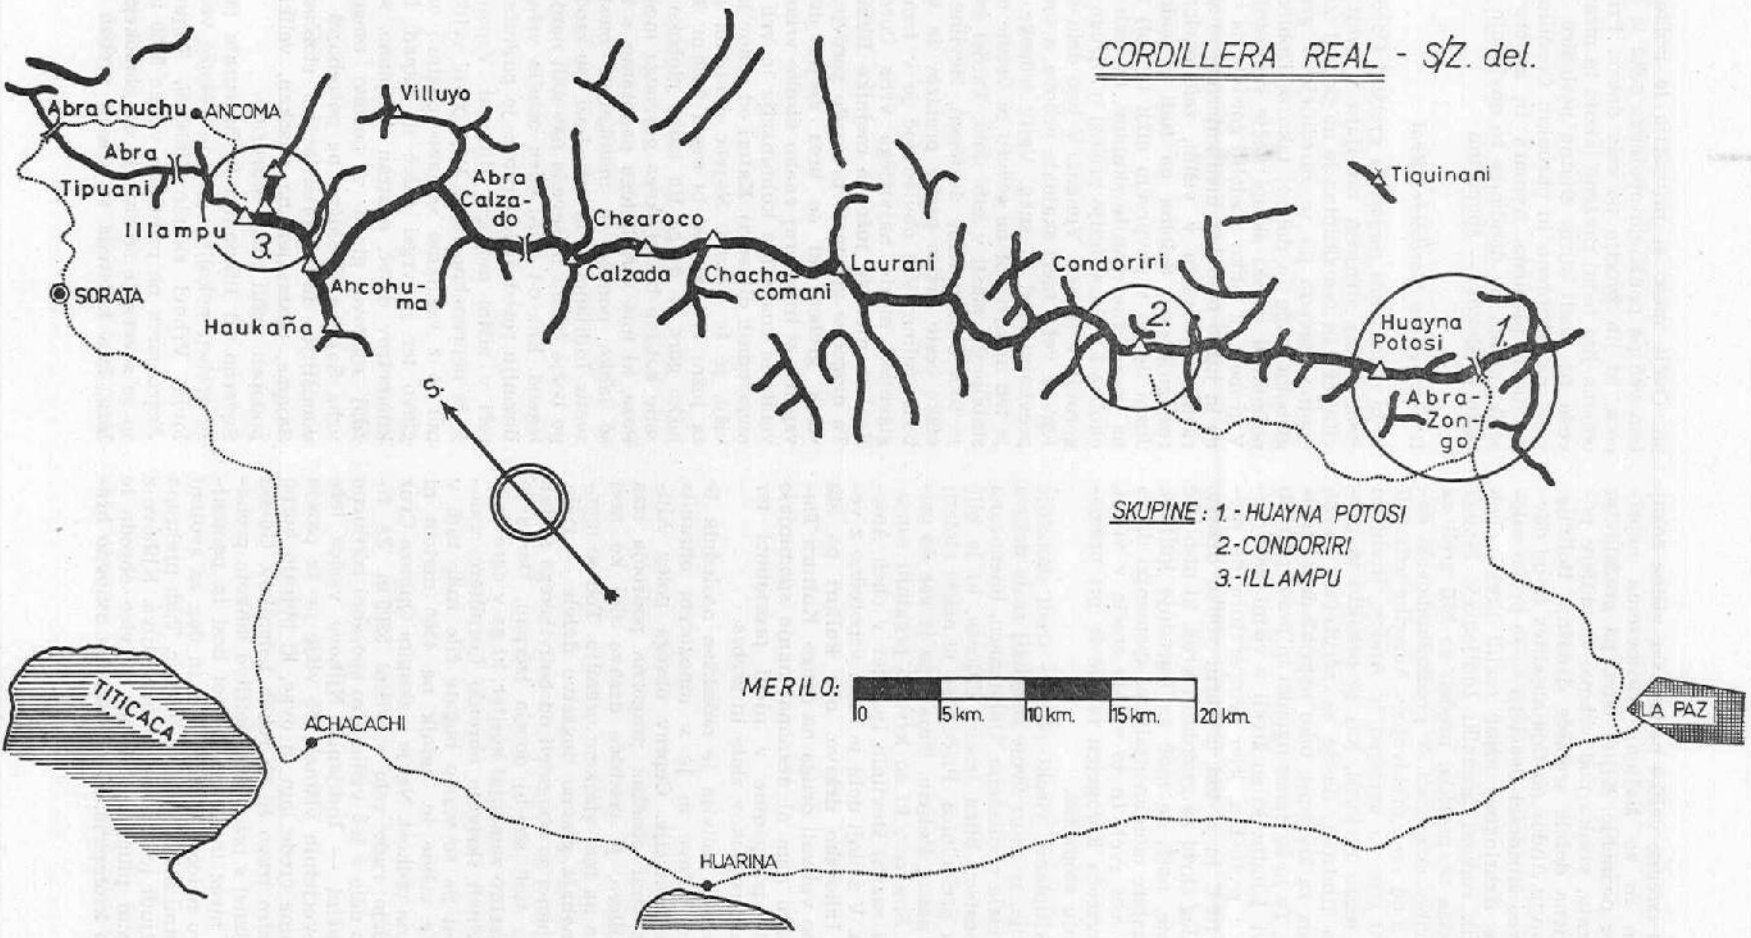 CORDILLERA REAL - S/Z. del.
Abra Chuchu
ANCOMA
Villuyo
Abra
Tipuani
Illampu
3.
SORATA
Ahcohu-
ma
Haukaña
Abra
Calza-
do
Chearoco
Calzada
Chacha-
comani
Laurani
Condoriri
2.
Tiquinani
Huayna
Potosi
1.
Abra-
Zon-
go
S.
SKUPINE: 1.- HUAYNA POTOSI
2.-CONDORIRI
3.-ILLAMPU
MERILO:
0 5 km. 10 km. 15 km. 20 km.
TITICACA
ACHACACHI
HUARINA
LA PAZ